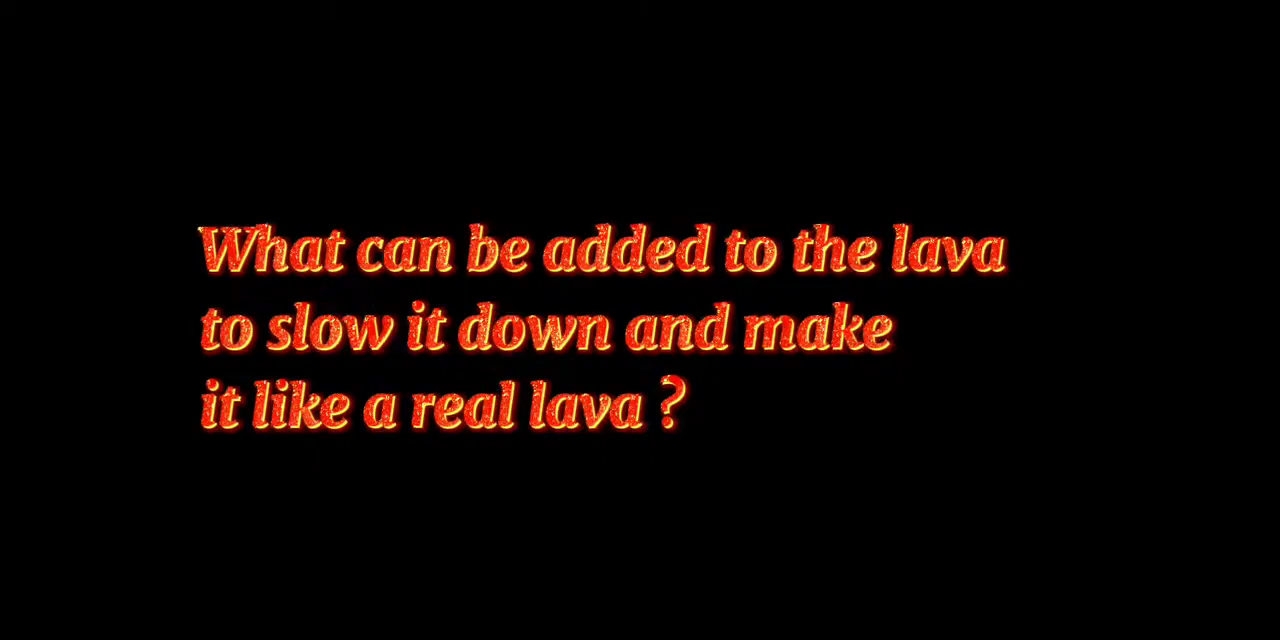 What can be added to the lava
to slow it down and make
it like a real lava ?